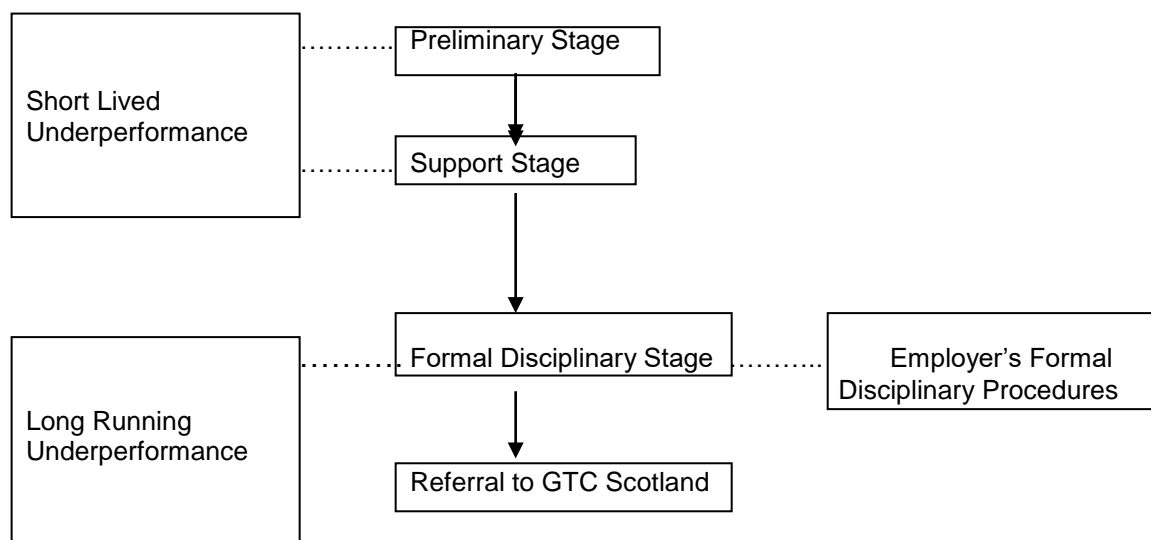 Preliminary Stage
Short Lived
Underperformance
Support Stage
Formal Disciplinary Stage
Employer’s Formal
Disciplinary Procedures
Long Running
Underperformance
Referral to GTC Scotland